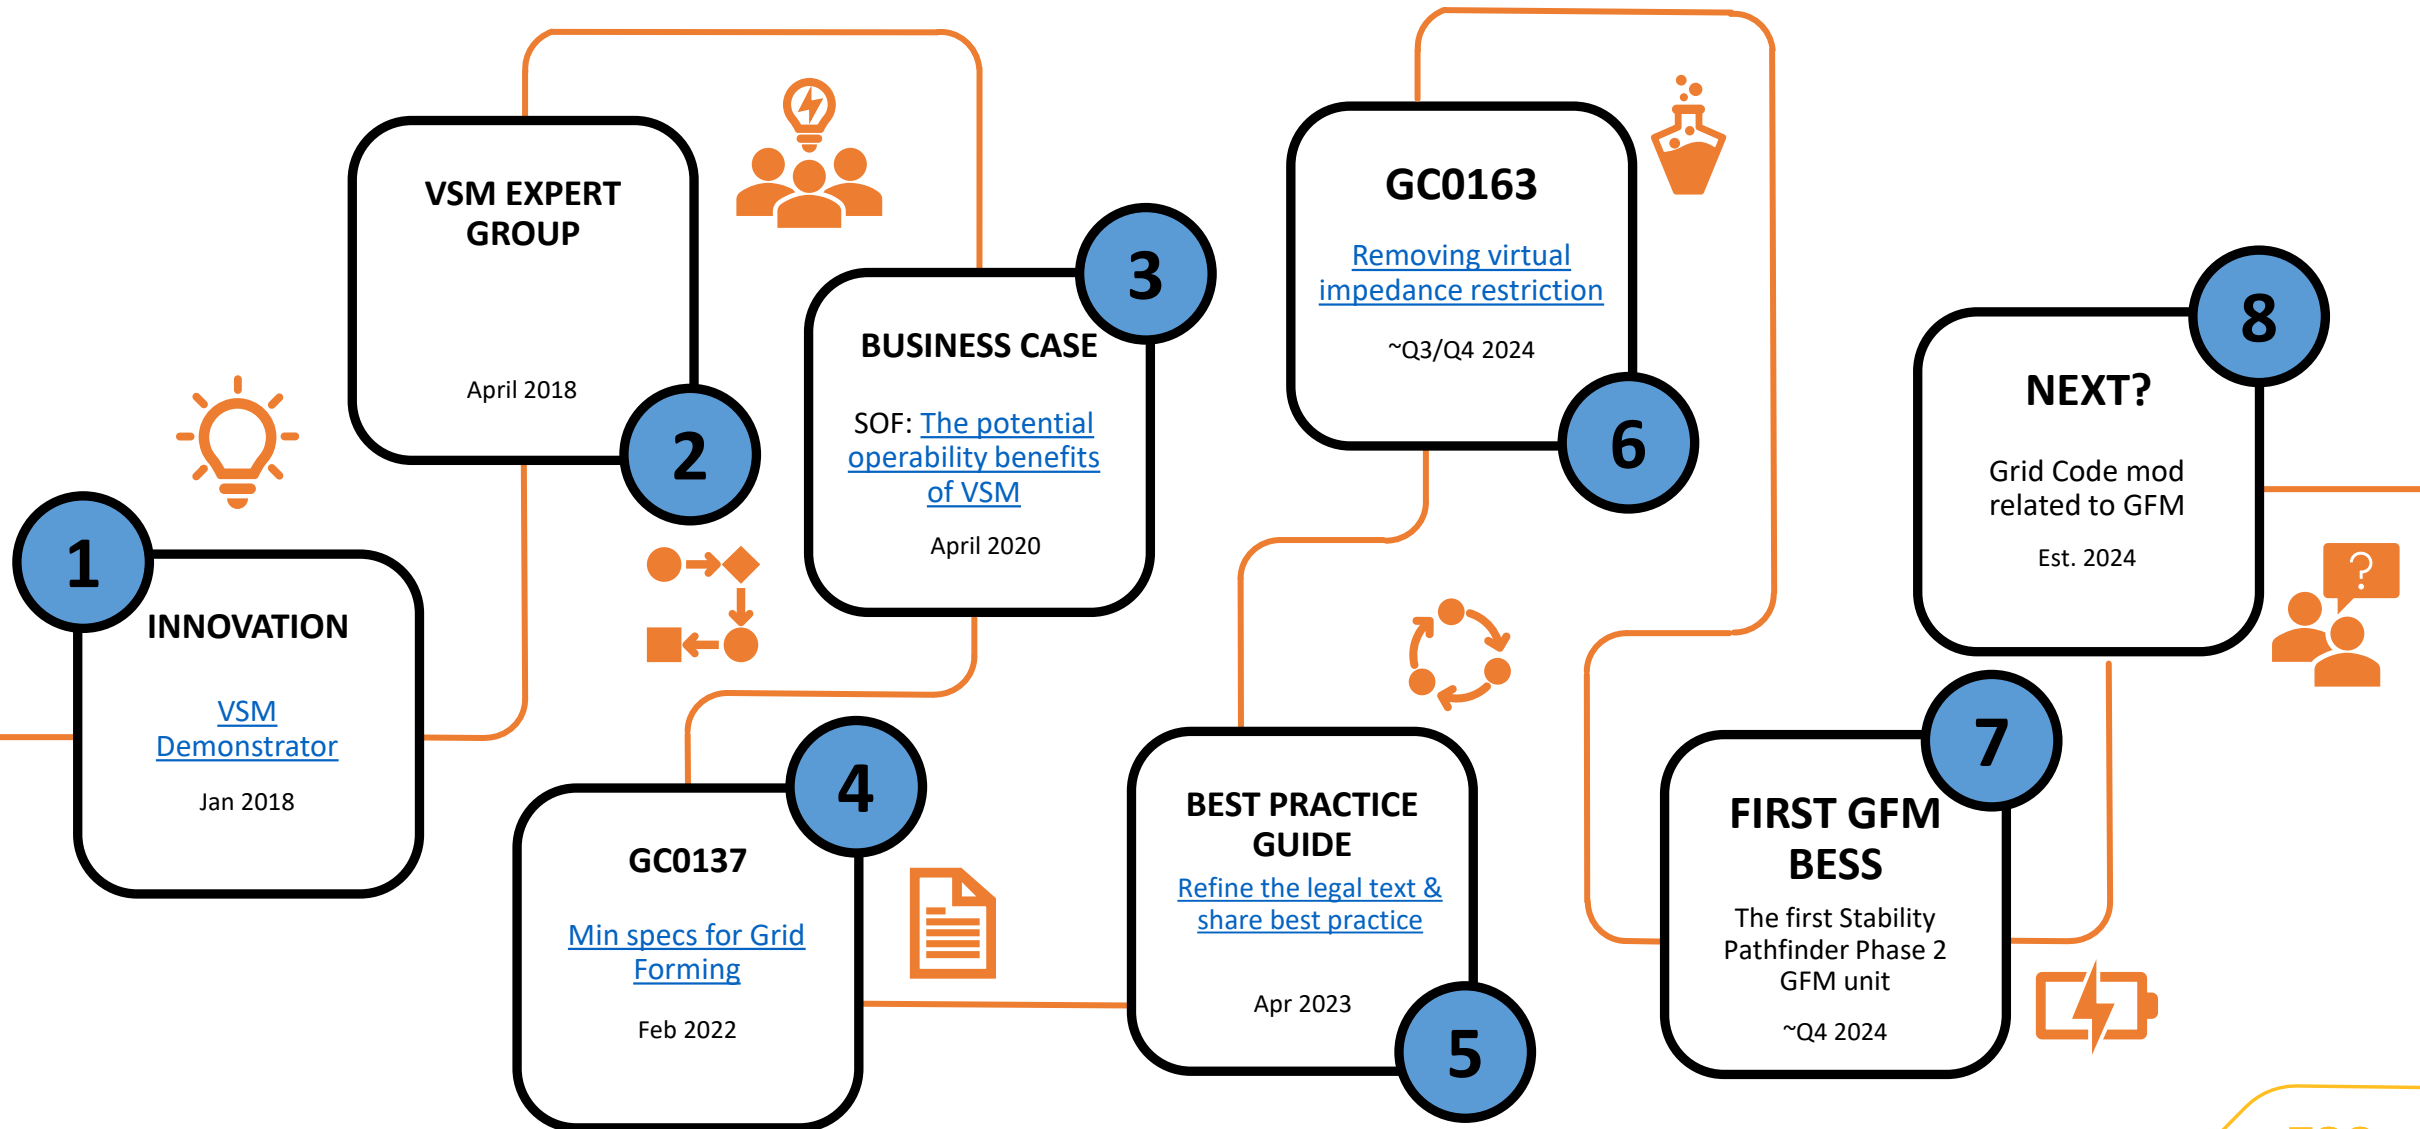 1
INNOVATION
VSM
Demonstrator
Jan 2018
VSM EXPERT
GROUP
April 2018
2
3
BUSINESS CASE
SOF: The potential
operability benefits
of VSM
April 2020
4
GC0137
Min specs for Grid
Forming
Feb 2022
BEST PRACTICE
GUIDE
Refine the legal text &
share best practice
Apr 2023
5
GC0163
Removing virtual
impedance restriction
~Q3/Q4 2024
6
7
FIRST GFM
BESS
The first Stability
Pathfinder Phase 2
GFM unit
~Q4 2024
8
NEXT?
Grid Code mod
related to GFM
Est. 2024
?